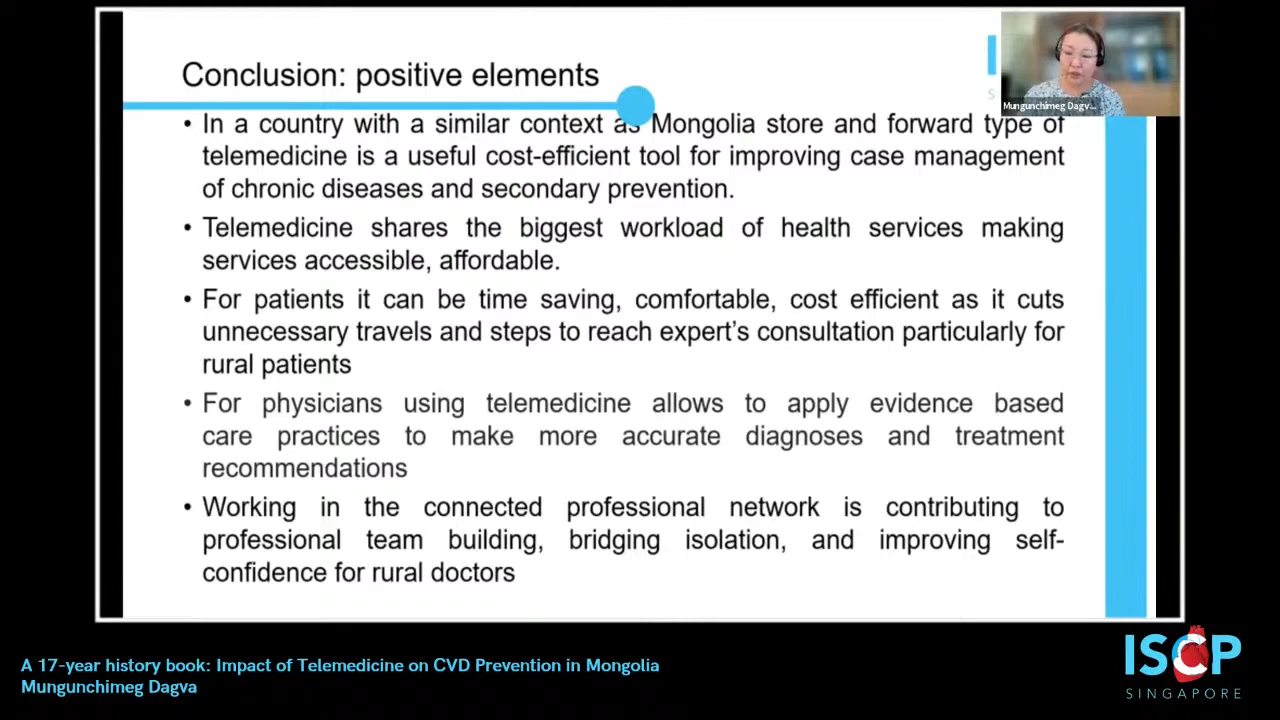 Conclusion: positive elements
• In a country with a similar context as Mongolia store and forward type of
telemedicine is a useful cost-efficient tool for improving case management
of chronic diseases and secondary prevention.
• Telemedicine shares the biggest workload of health services making
services accessible, affordable.
• For patients it can be time saving, comfortable, cost efficient as it cuts
unnecessary travels and steps to reach expert's consultation particularly for
rural patients
• For physicians using telemedicine allows to apply evidence based
care practices to make more accurate diagnoses and treatment
recommendations
• Working in the connected professional network is contributing to
professional team building, bridging isolation, and improving self-
confidence for rural doctors
Mungunchimeg Dagv...
A 17-year history book: Impact of Telemedicine on CVD Prevention in Mongolia
Mungunchimeg Dagva
ISCP
SINGAPORE